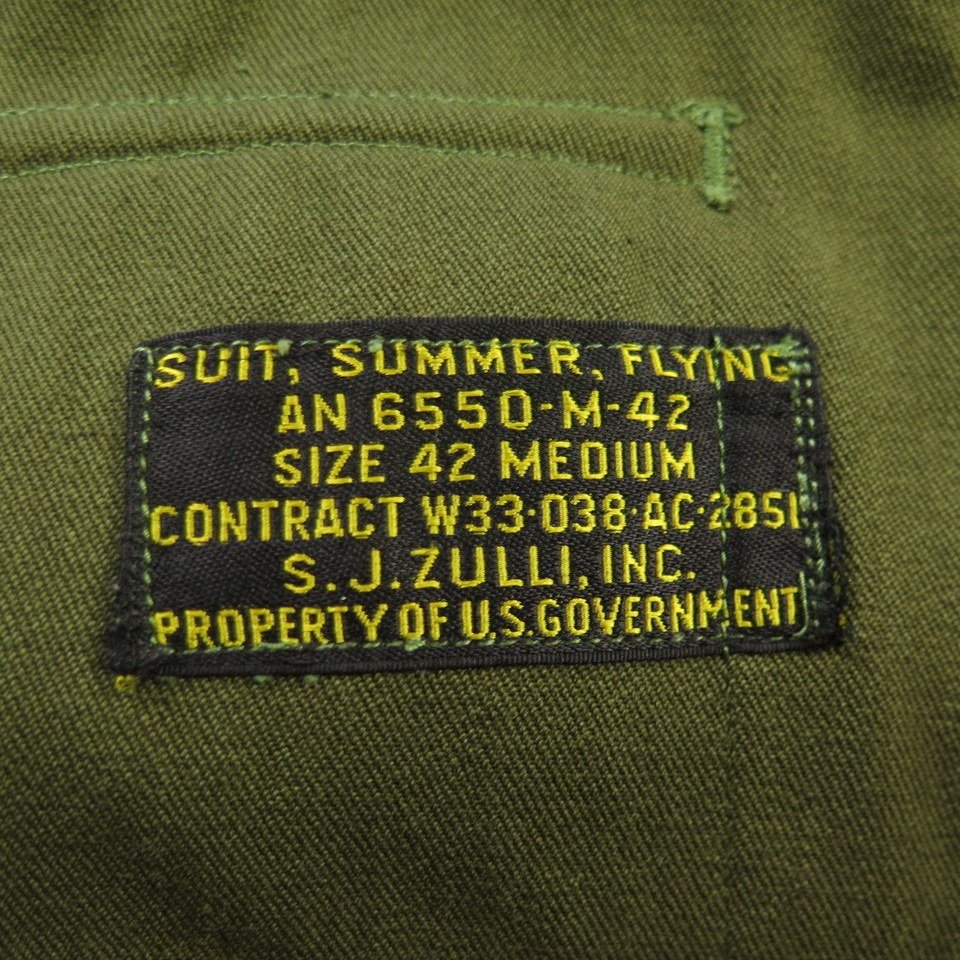 SUIT, SUMMER, FLYING
AN 6550-M-42
SIZE 42 MEDIUM
CONTRACT W33-038-AC-2851
S.J.ZULLI, INC.
PROPERTY OF U.S.GOVERNMENT